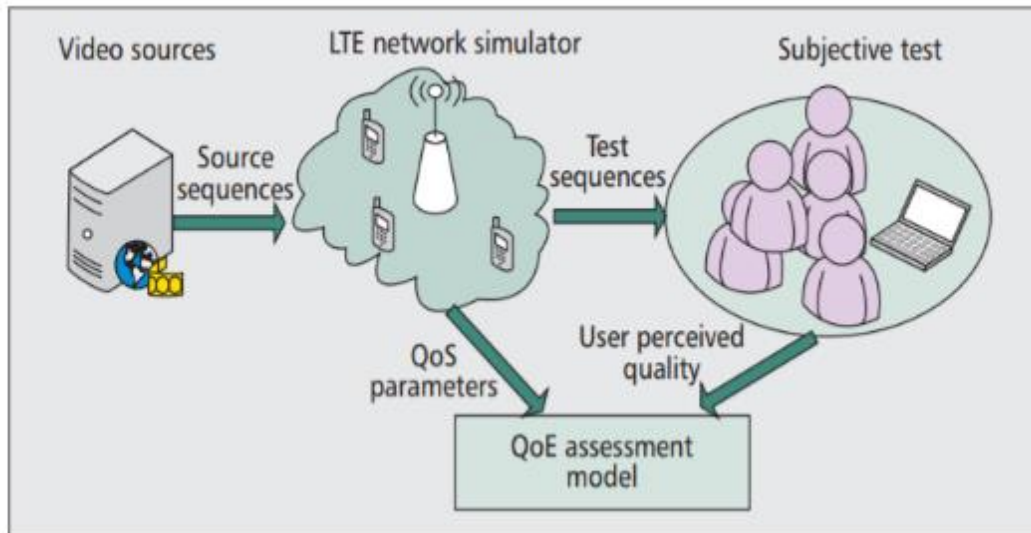 Video sources
LTE network simulator
Subjective test
Source
sequences
Test
sequences
QoS
parameters
User perceived
quality
QoE assessment
model